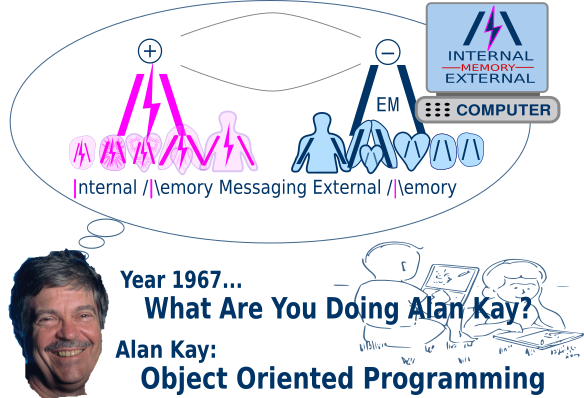 INTERNAL
MEMORY
EXTERNAL
COMPUTER
+
−
EM
|nternal /|\emory Messaging External /|\emory
Year 1967...
What Are You Doing Alan Kay?
Alan Kay:
Object Oriented Programming